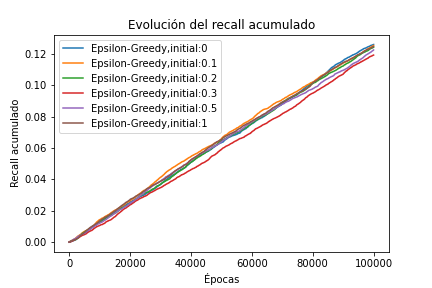 Evolución del recall acumulado
Recall acumulado
0.12
0.10
0.08
0.06
0.04
0.02
0.00
Epsilon-Greedy,initial:0
Epsilon-Greedy,initial:0.1
Epsilon-Greedy,initial:0.2
Epsilon-Greedy,initial:0.3
Epsilon-Greedy,initial:0.5
Epsilon-Greedy,initial:1
0 20000 40000 60000 80000 100000
Épocas